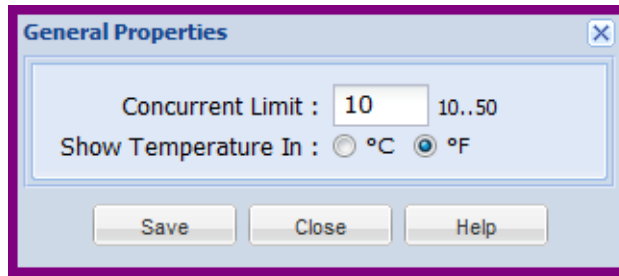 General Properties
Concurrent Limit : 10 10..50
Show Temperature In : °C °F
Save Close Help